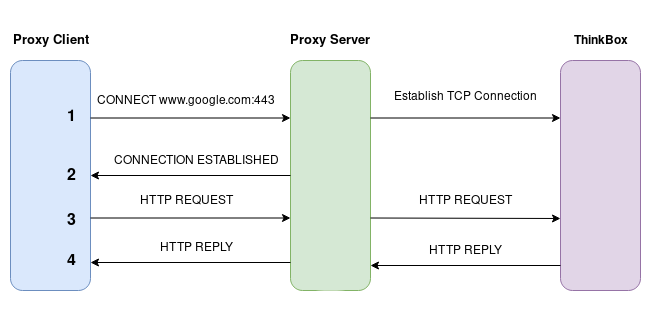 Proxy Client
Proxy Server
ThinkBox
1
CONNECT www.google.com:443
Establish TCP Connection
2
CONNECTION ESTABLISHED
3
HTTP REQUEST
HTTP REQUEST
4
HTTP REPLY
HTTP REPLY